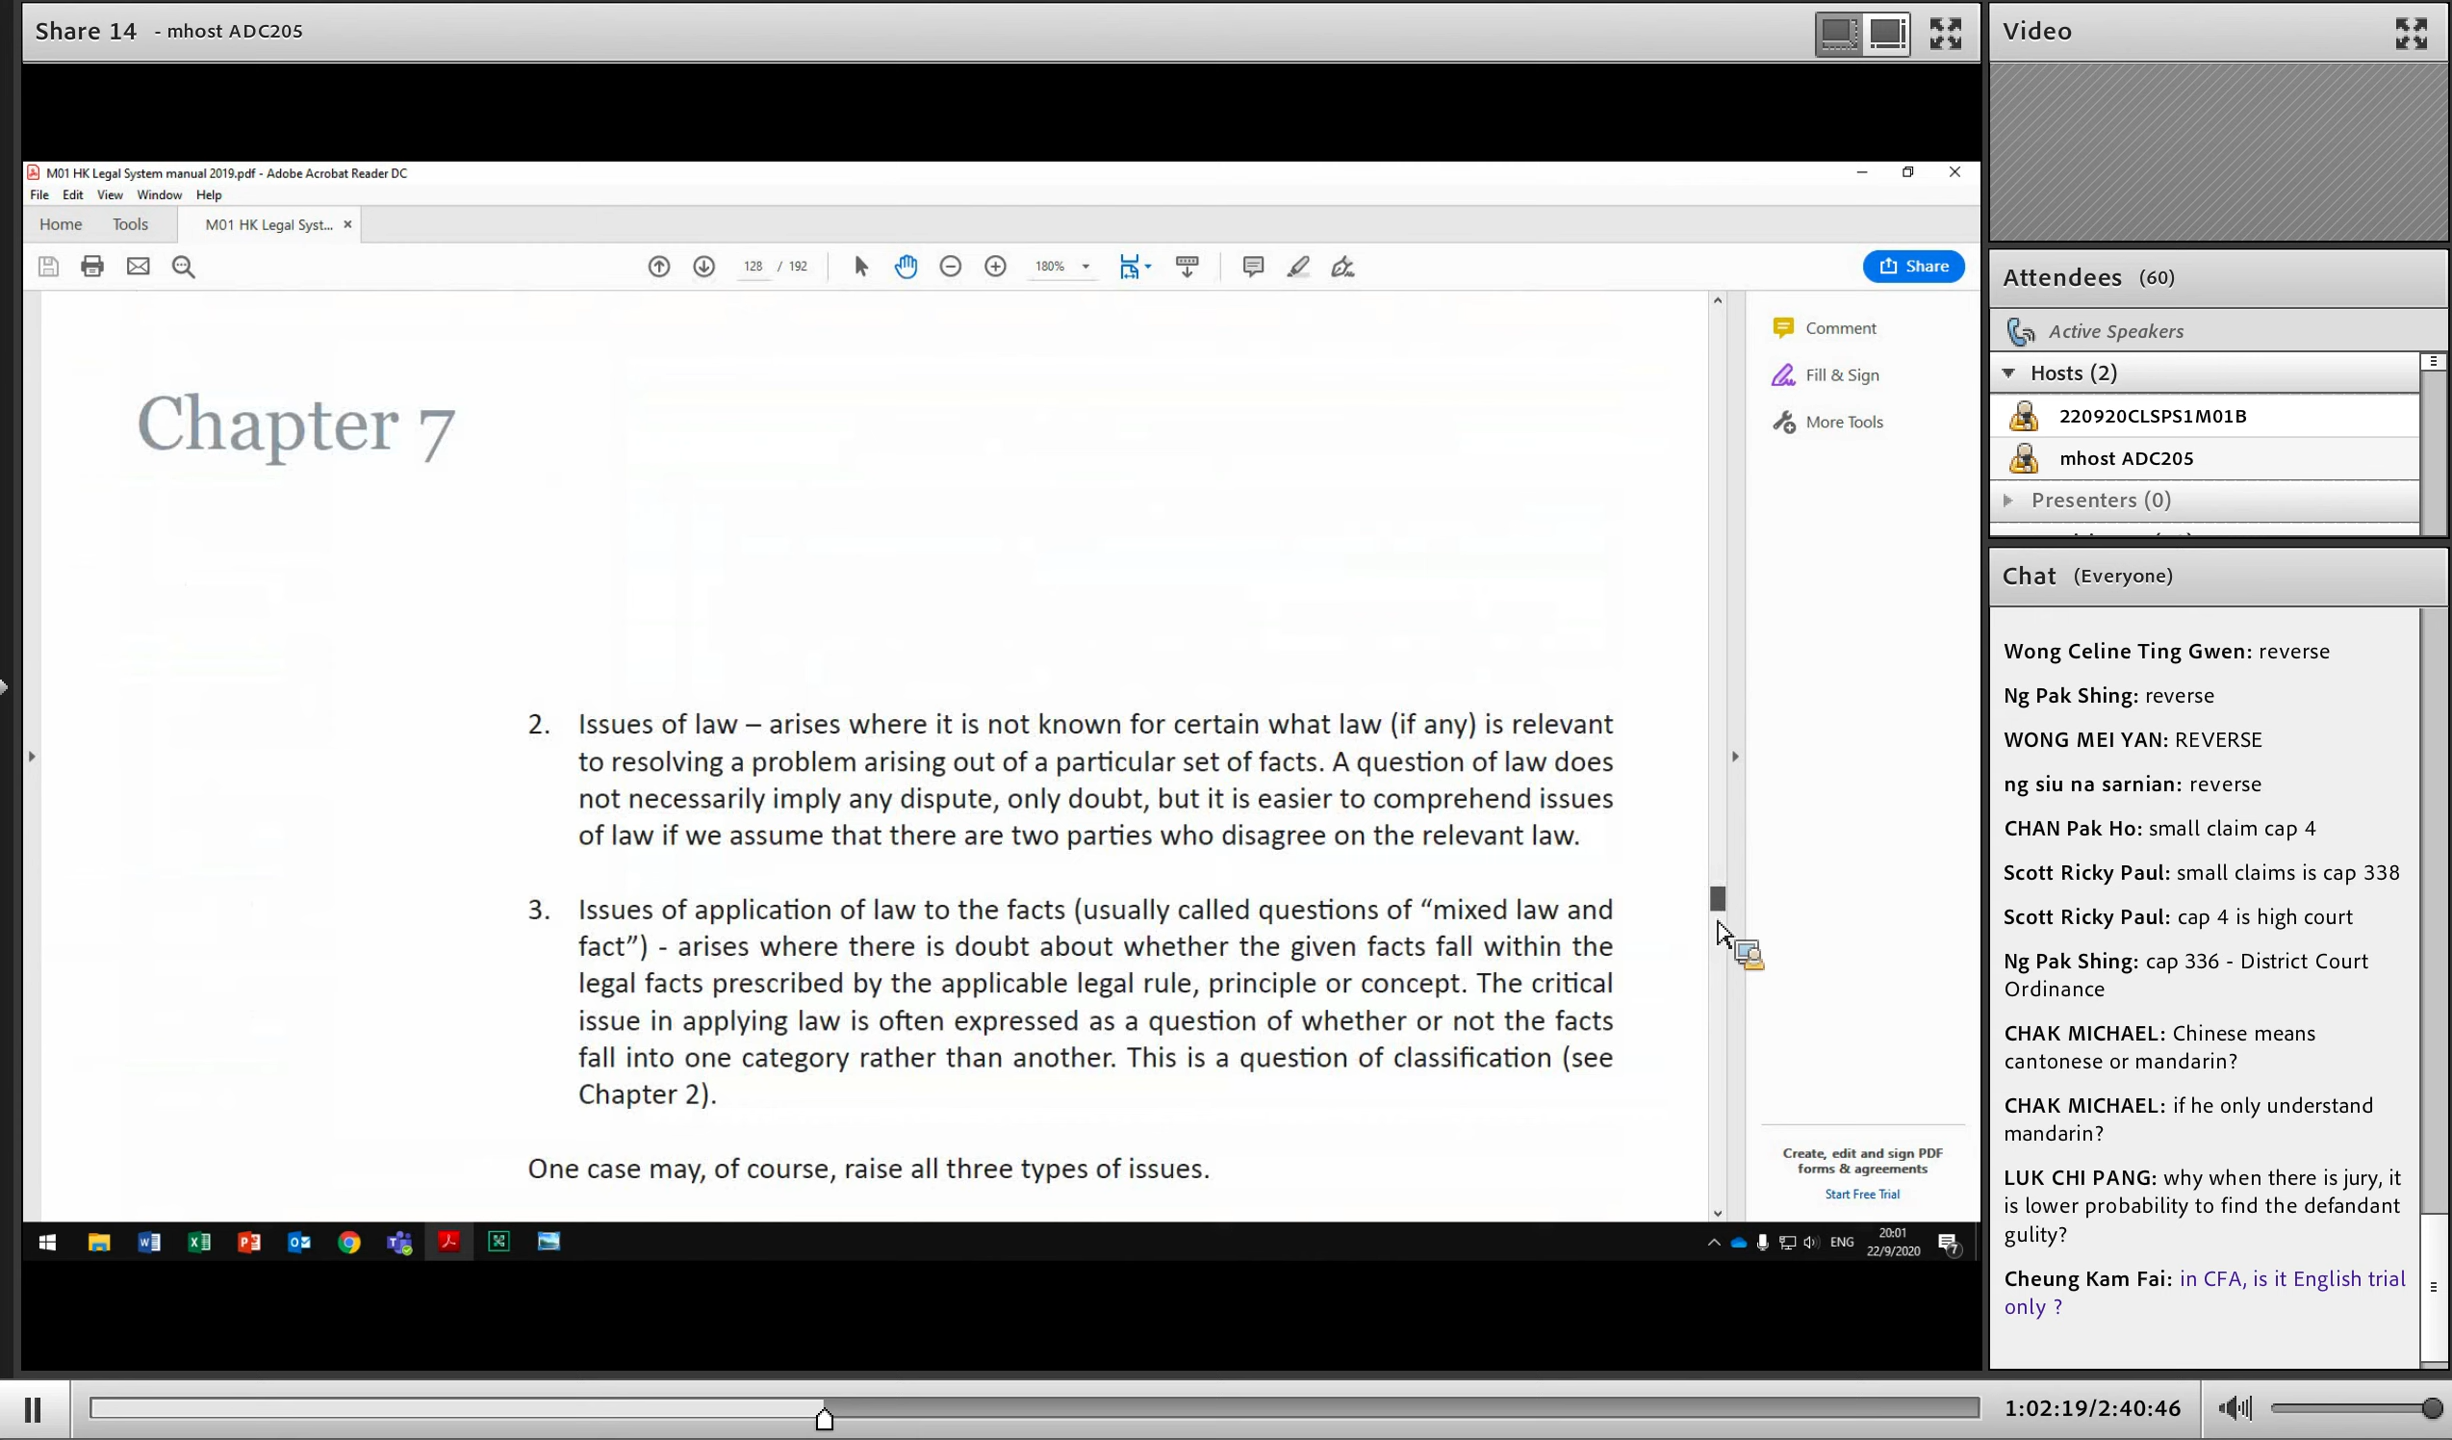 Share 14 - mhost ADC205
M01 HK Legal System manual 2019.pdf - Adobe Acrobat Reader DC
File Edit View Window Help
Home Tools M01 HK Legal Syst... ×
128 / 192 180% Share
Comment
Fill & Sign
More Tools
Chapter 7
2. Issues of law – arises where it is not known for certain what law (if any) is relevant
to resolving a problem arising out of a particular set of facts. A question of law does
not necessarily imply any dispute, only doubt, but it is easier to comprehend issues
of law if we assume that there are two parties who disagree on the relevant law.
3. Issues of application of law to the facts (usually called questions of “mixed law and
fact”) - arises where there is doubt about whether the given facts fall within the
legal facts prescribed by the applicable legal rule, principle or concept. The critical
issue in applying law is often expressed as a question of whether or not the facts
fall into one category rather than another. This is a question of classification (see
Chapter 2).
One case may, of course, raise all three types of issues.
Create, edit and sign PDF
forms & agreements
Start Free Trial
ENG
20:01
22/9/2020
7
Video
Attendees (60)
Active Speakers
Hosts (2)
220920CLSPS1M01B
mhost ADC205
Presenters (0)
Chat (Everyone)
Wong Celine Ting Gwen: reverse
Ng Pak Shing: reverse
WONG MEI YAN: REVERSE
ng siu na sarnian: reverse
CHAN Pak Ho: small claim cap 4
Scott Ricky Paul: small claims is cap 338
Scott Ricky Paul: cap 4 is high court
Ng Pak Shing: cap 336 - District Court
Ordinance
CHAK MICHAEL: Chinese means
cantonese or mandarin?
CHAK MICHAEL: if he only understand
mandarin?
LUK CHI PANG: why when there is jury, it
is lower probability to find the defandant
gulity?
Cheung Kam Fai: in CFA, is it English trial
only ?
1:02:19/2:40:46